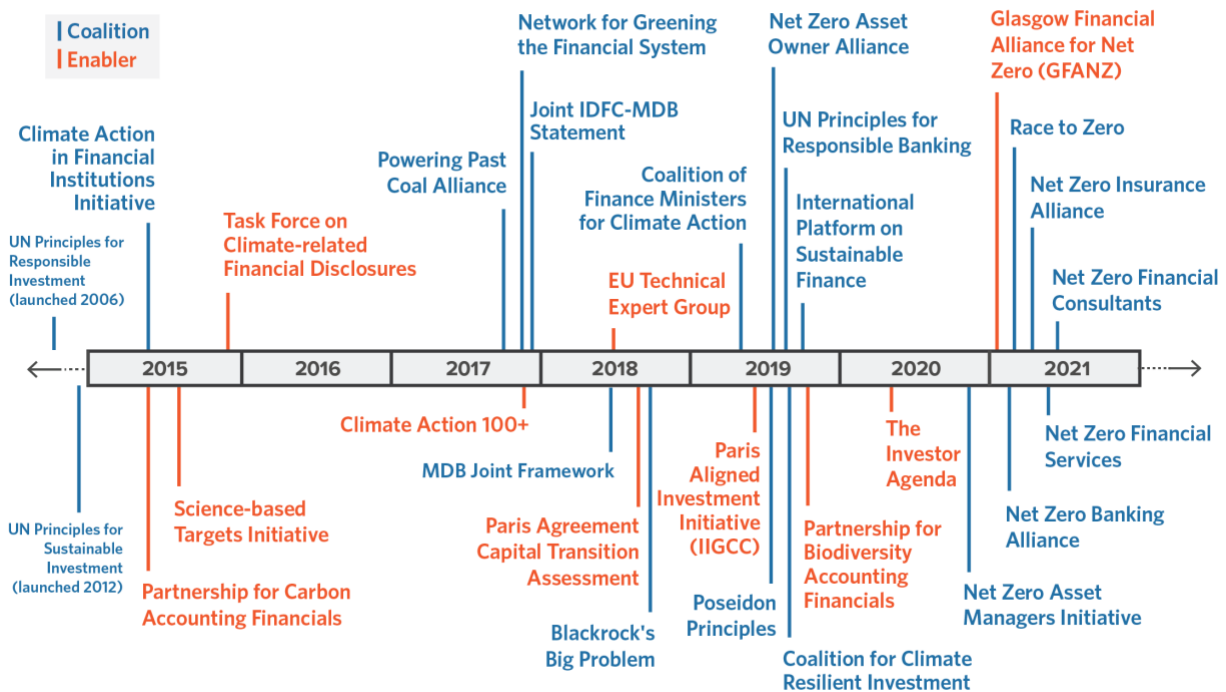 Coalition
Enabler
Climate Action
in Financial
Institutions
Initiative
UN Principles for
Responsible
Investment
(launched 2006)
Task Force on
Climate-related
Financial Disclosures
Powering Past
Coal Alliance
Network for Greening
the Financial System
Joint IDFC-MDB
Statement
EU Technical
Expert Group
Coalition of
Finance Ministers
for Climate Action
Net Zero Asset
Owner Alliance
UN Principles for
Responsible Banking
International
Platform on
Sustainable
Finance
Glasgow Financial
Alliance for Net
Zero (GFANZ)
Race to Zero
Net Zero Insurance
Alliance
Net Zero Financial
Consultants
2015
2016
2017
2018
2019
2020
2021
UN Principles for
Sustainable
Investment
(launched 2012)
Partnership for Carbon
Accounting Financials
Science-based
Targets Initiative
Climate Action 100+
MDB Joint Framework
Paris Agreement
Capital Transition
Assessment
Blackrock's
Big Problem
Paris
Aligned
Investment
Initiative
(IIGCC)
Poseidon
Principles
Coalition for Climate
Resilient Investment
Partnership for
Biodiversity
Accounting
Financials
The
Investor
Agenda
Net Zero Asset
Managers Initiative
Net Zero Banking
Alliance
Net Zero Financial
Services